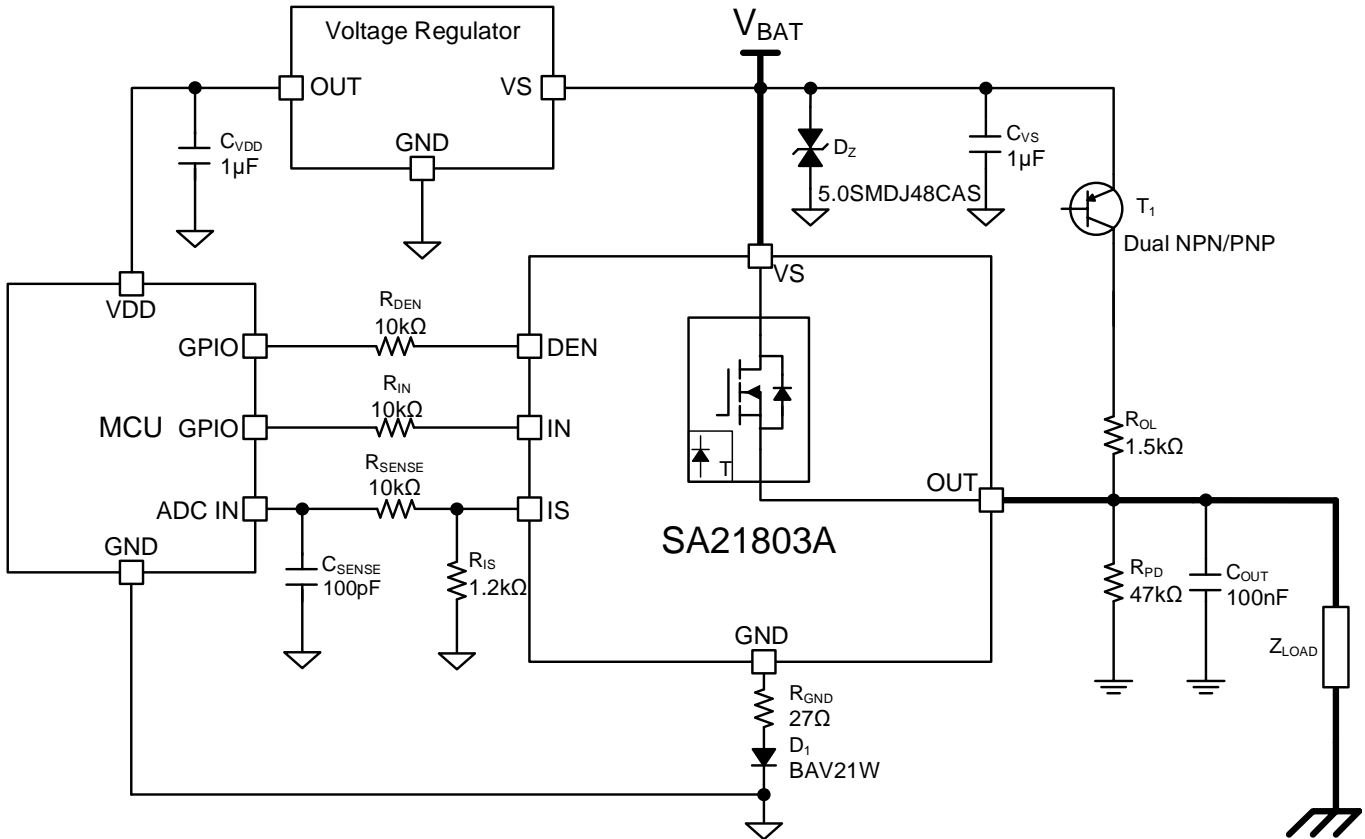 Voltage Regulator
V_BAT
OUT
VS
GND
C_VDD
1µF
D_Z
5.0SMDJ48CAS
C_VS
1µF
T_1
Dual NPN/PNP
VDD
VS
R_DEN
10kΩ
GPIO
DEN
R_IN
10kΩ
MCU
GPIO
IN
T
R_OL
1.5kΩ
R_SENSE
10kΩ
ADC IN
IS
OUT
SA21803A
GND
C_SENSE
100pF
R_IS
1.2kΩ
R_PD
47kΩ
C_OUT
100nF
GND
Z_LOAD
R_GND
27Ω
D_1
BAV21W